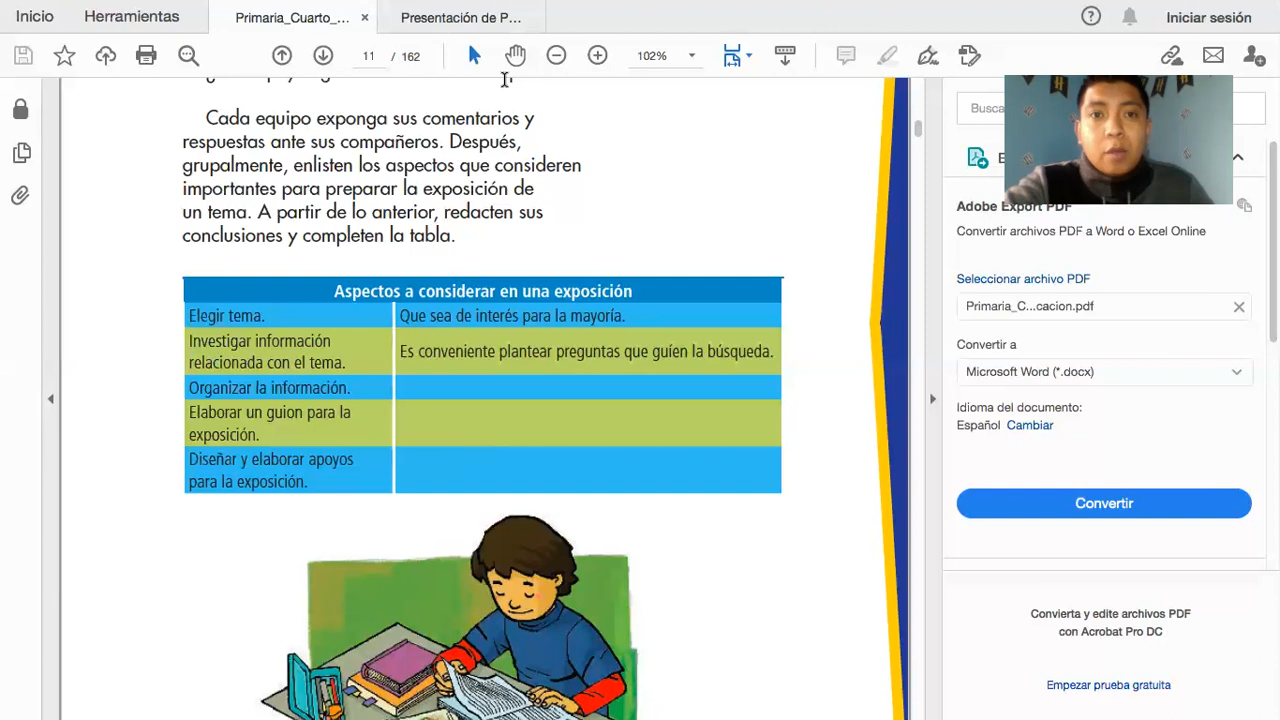 Inicio Herramientas Primaria_Cuarto_... × Presentación de P... Iniciar sesión
11 / 162 102%
Cada equipo exponga sus comentarios y
respuestas ante sus compañeros. Después,
grupalmente, enlisten los aspectos que consideren
importantes para preparar la exposición de
un tema. A partir de lo anterior, redacten sus
conclusiones y completen la tabla.
Aspectos a considerar en una exposición
Elegir tema. Que sea de interés para la mayoría.
Investigar información
relacionada con el tema. Es conveniente plantear preguntas que guíen la búsqueda.
Organizar la información.
Elaborar un guion para la
exposición.
Diseñar y elaborar apoyos
para la exposición.
Busca
Adobe Export PDF
Convertir archivos PDF a Word o Excel Online
Seleccionar archivo PDF
Primaria_C...cacion.pdf
Convertir a
Microsoft Word (*.docx)
Idioma del documento:
Español Cambiar
Convertir
Convierta y edite archivos PDF
con Acrobat Pro DC
Empezar prueba gratuita